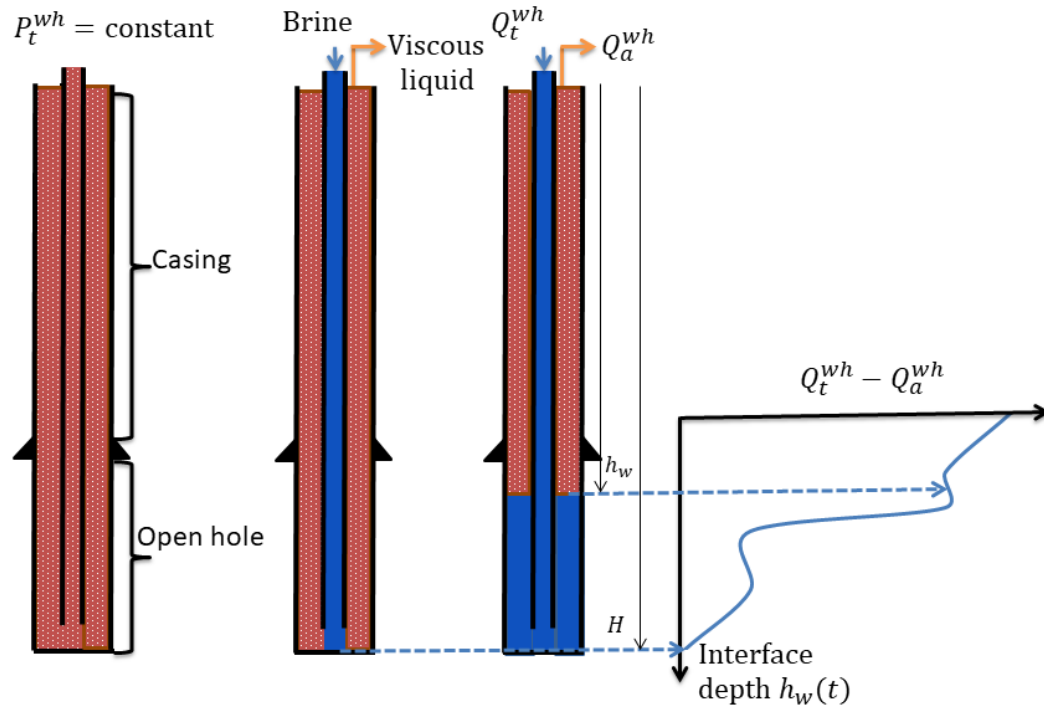 P_t^{wh} = constant
Brine
Viscous
liquid
Q_t^{wh}
Q_a^{wh}
Casing
Open hole
h_w
H
Q_t^{wh} − Q_a^{wh}
Interface
depth h_w(t)